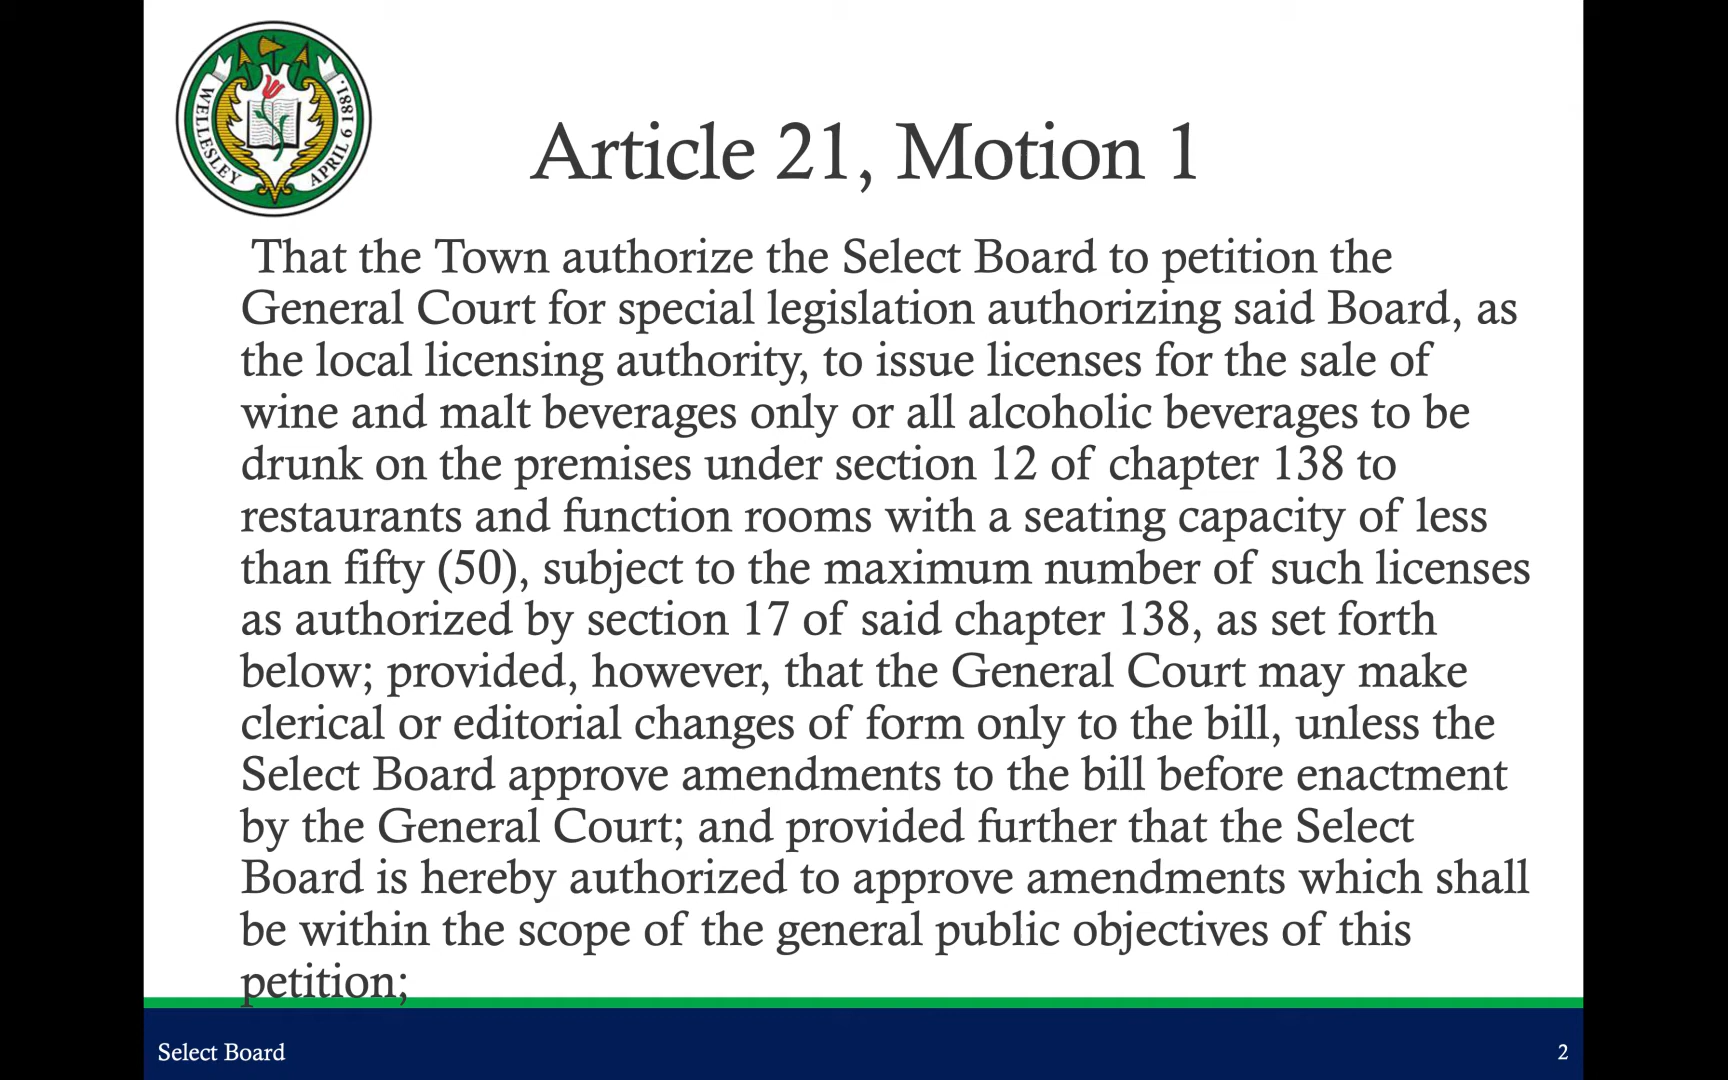 WELLESLEY
APRIL 6 1881.
Article 21, Motion 1
That the Town authorize the Select Board to petition the
General Court for special legislation authorizing said Board, as
the local licensing authority, to issue licenses for the sale of
wine and malt beverages only or all alcoholic beverages to be
drunk on the premises under section 12 of chapter 138 to
restaurants and function rooms with a seating capacity of less
than fifty (50), subject to the maximum number of such licenses
as authorized by section 17 of said chapter 138, as set forth
below; provided, however, that the General Court may make
clerical or editorial changes of form only to the bill, unless the
Select Board approve amendments to the bill before enactment
by the General Court; and provided further that the Select
Board is hereby authorized to approve amendments which shall
be within the scope of the general public objectives of this
petition;
Select Board
2